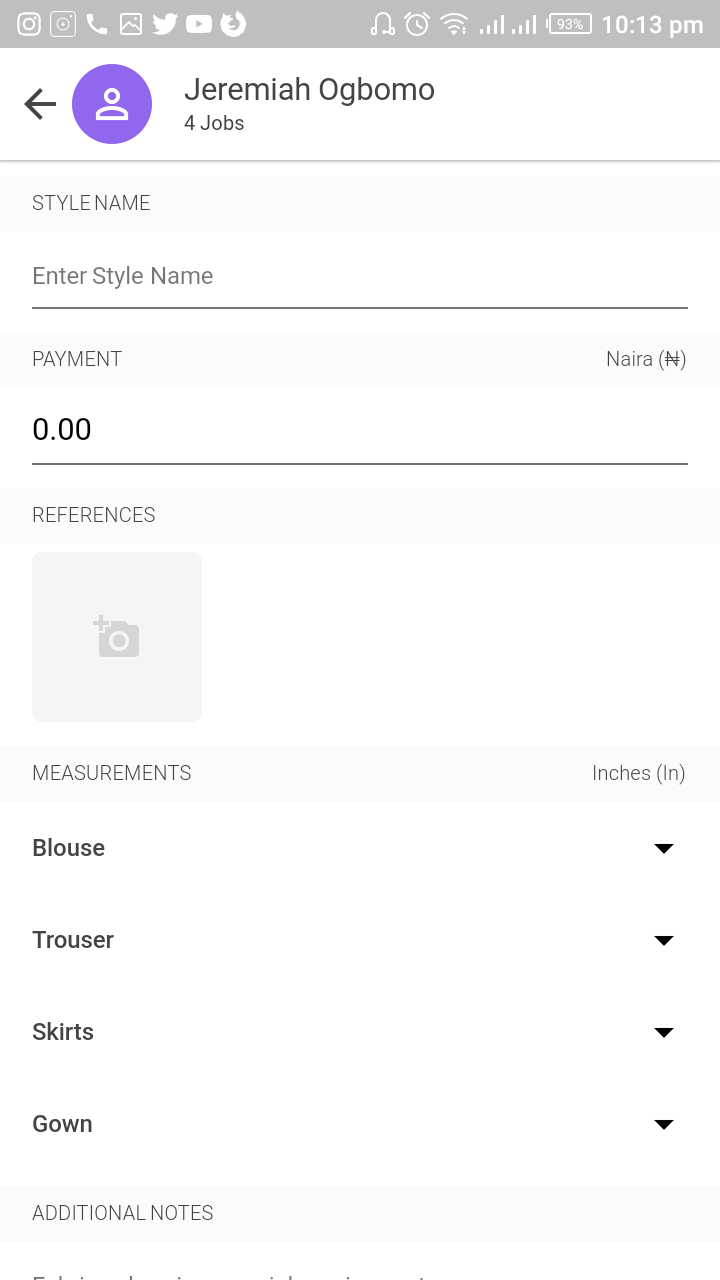 93% 10:13 pm
Jeremiah Ogbomo
4 Jobs
STYLE NAME
Enter Style Name
PAYMENT Naira (₦)
0.00
REFERENCES
MEASUREMENTS Inches (In)
Blouse
Trouser
Skirts
Gown
ADDITIONAL NOTES